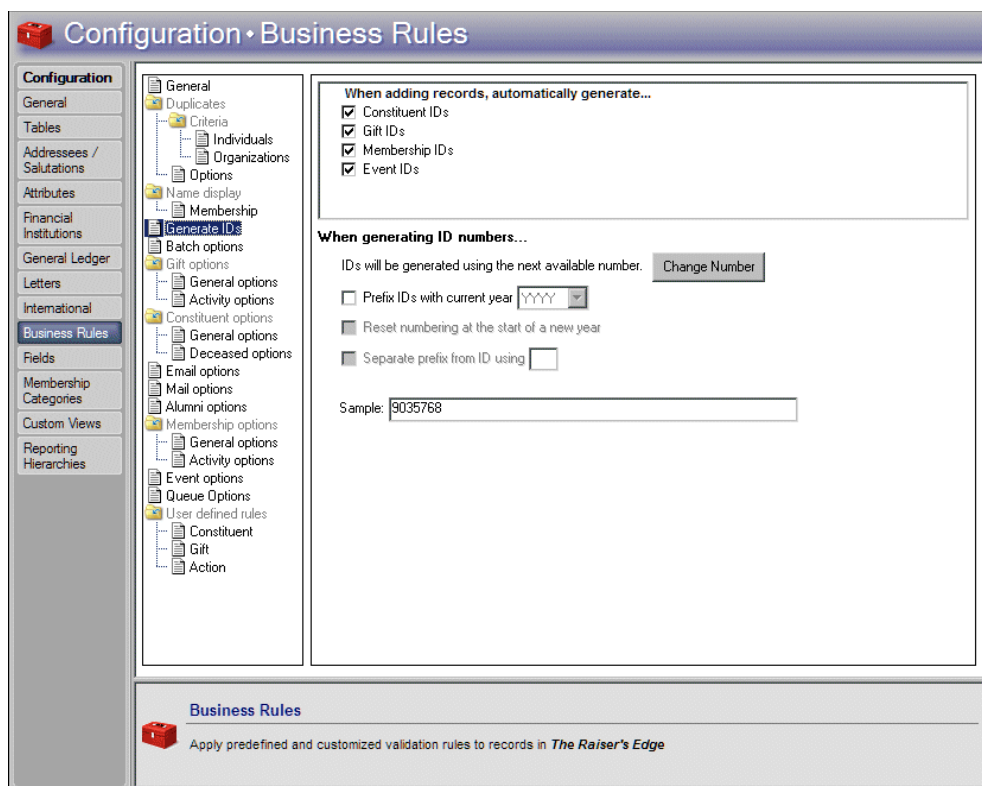 Configuration • Business Rules
Configuration
General
Tables
Addressees /
Salutations
Attributes
Financial
Institutions
General Ledger
Letters
International
Business Rules
Fields
Membership
Categories
Custom Views
Reporting
Hierarchies
General
Duplicates
Criteria
Individuals
Organizations
Options
Name display
Membership
Generate IDs
Batch options
Gift options
General options
Activity options
Constituent options
General options
Deceased options
Email options
Mail options
Alumni options
Membership options
General options
Activity options
Event options
Queue Options
User defined rules
Constituent
Gift
Action
When adding records, automatically generate...
Constituent IDs
Gift IDs
Membership IDs
Event IDs
When generating ID numbers...
IDs will be generated using the next available number. Change Number
Prefix IDs with current year YYYY
Reset numbering at the start of a new year
Separate prefix from ID using
Sample: 9035768
Business Rules
Apply predefined and customized validation rules to records in The Raiser's Edge